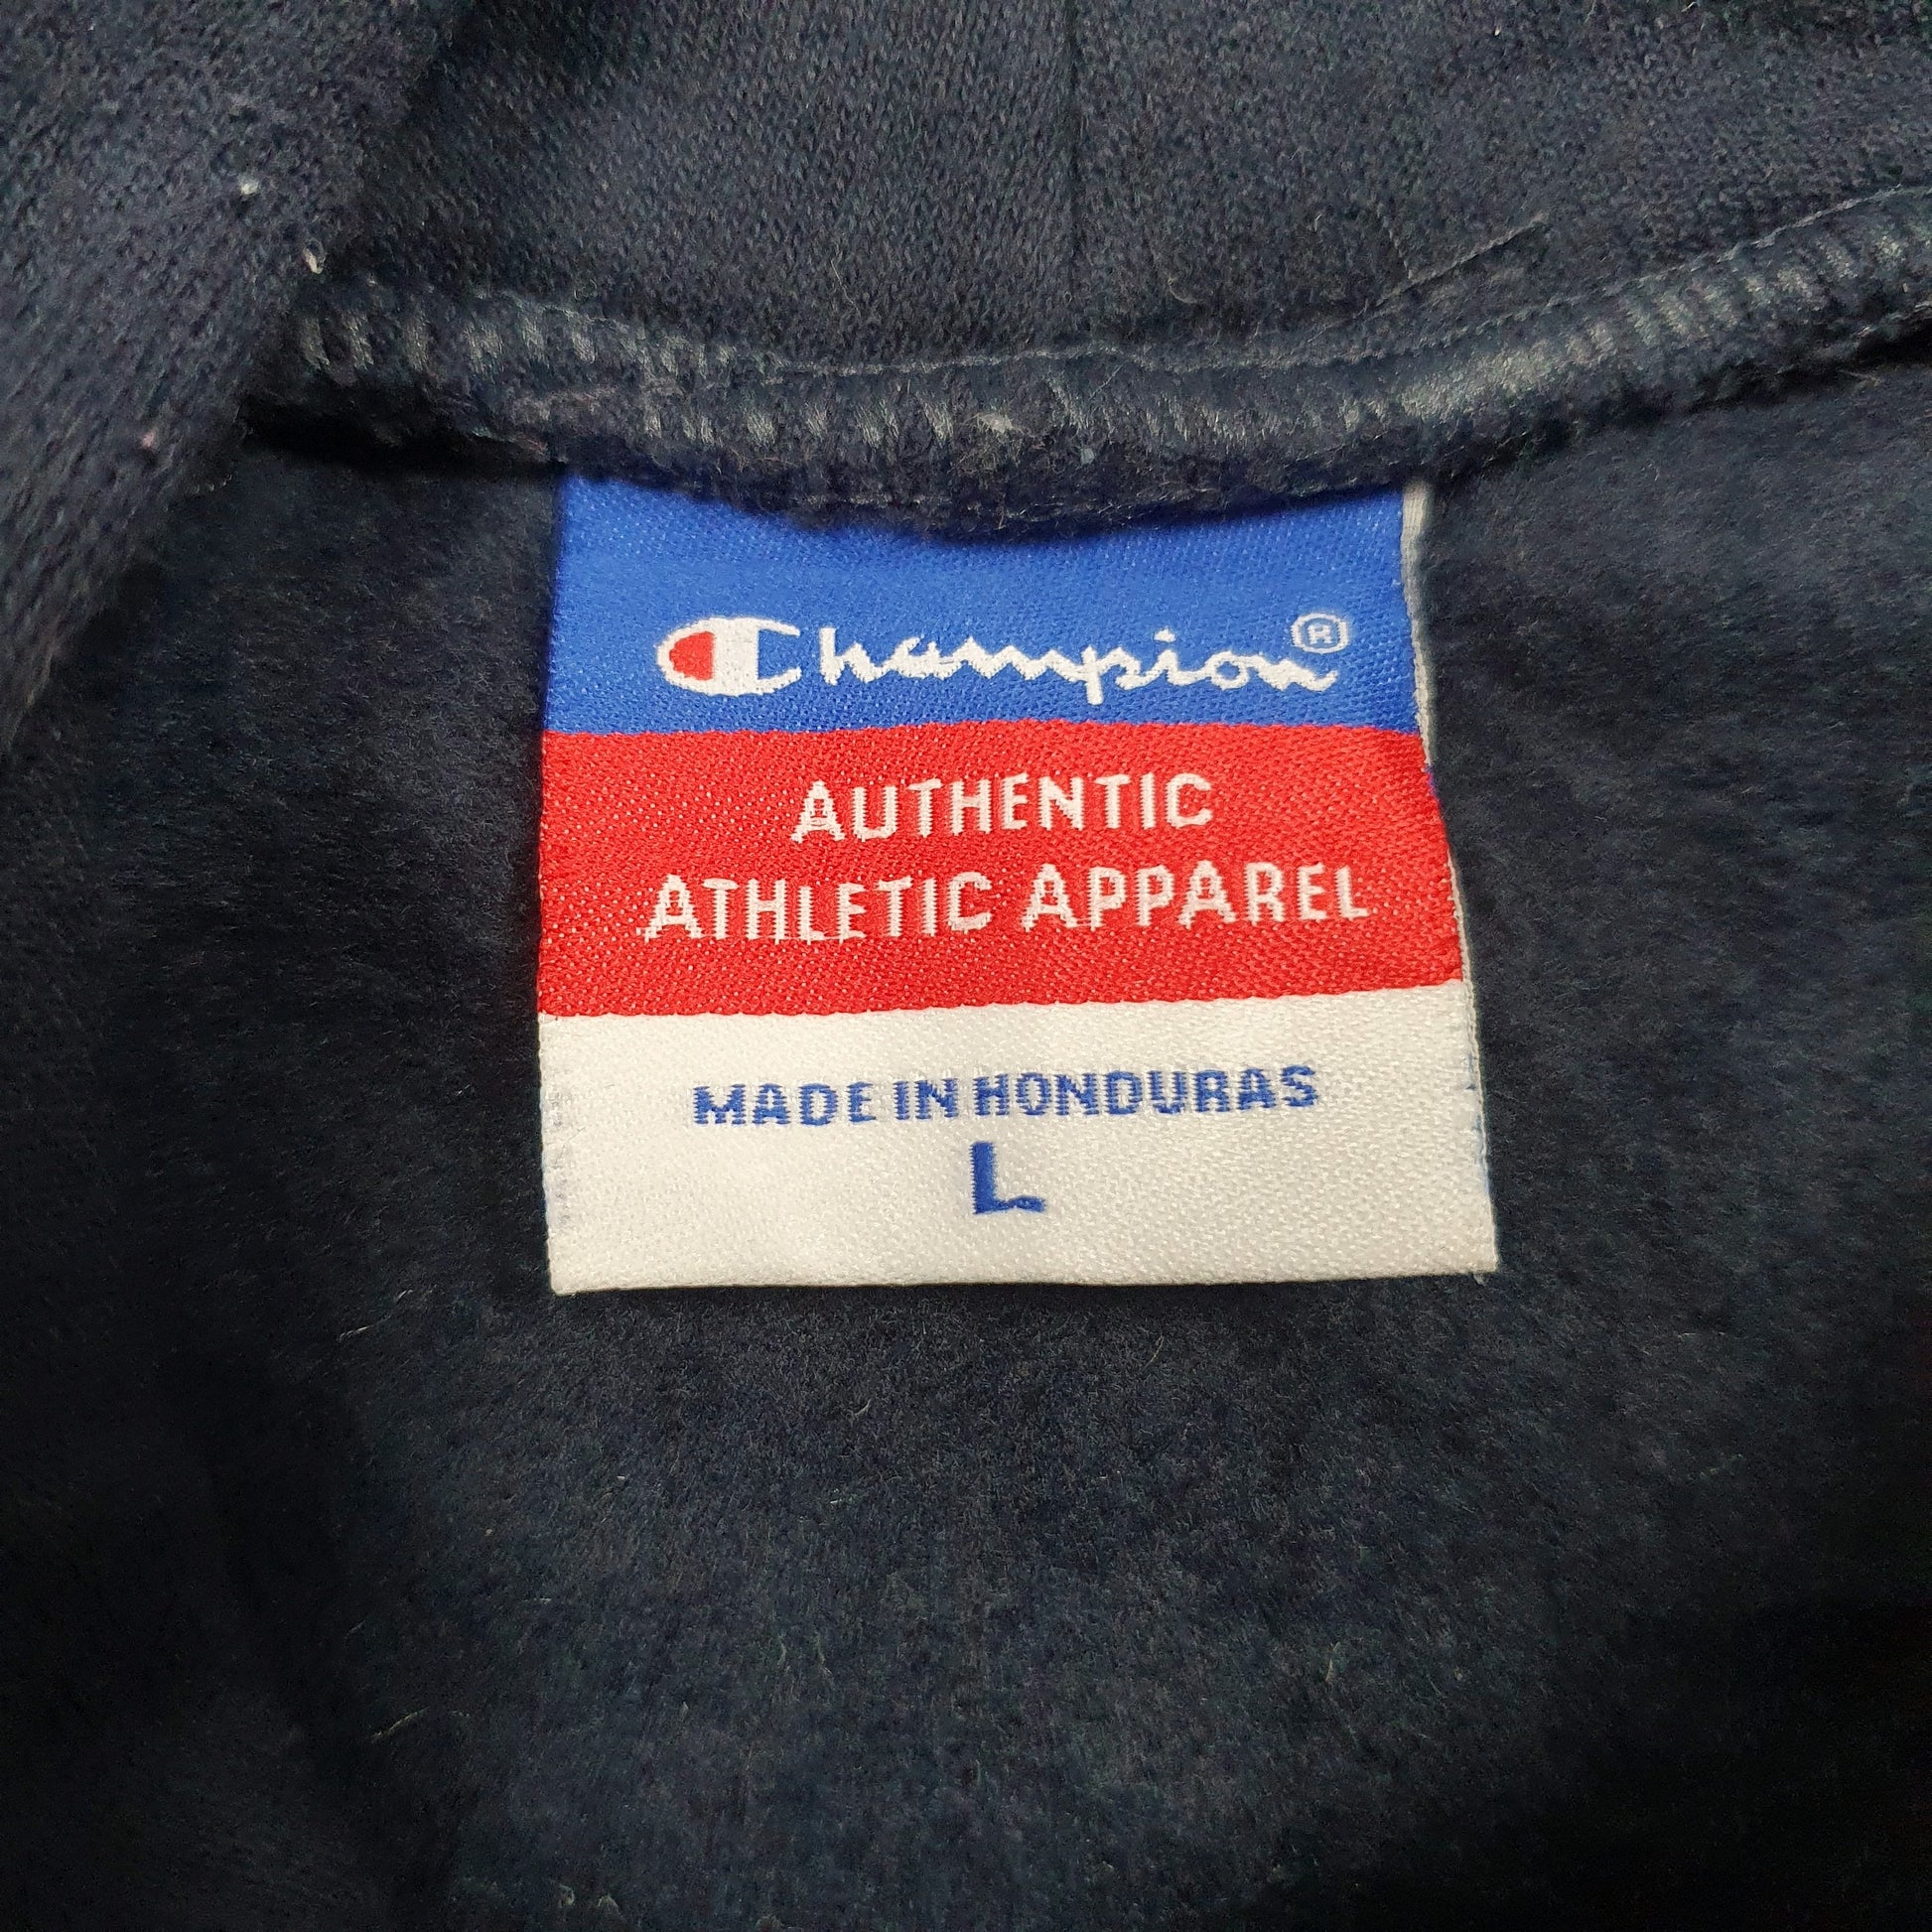 Champion®
AUTHENTIC
ATHLETIC APPAREL
MADE IN HONDURAS
L